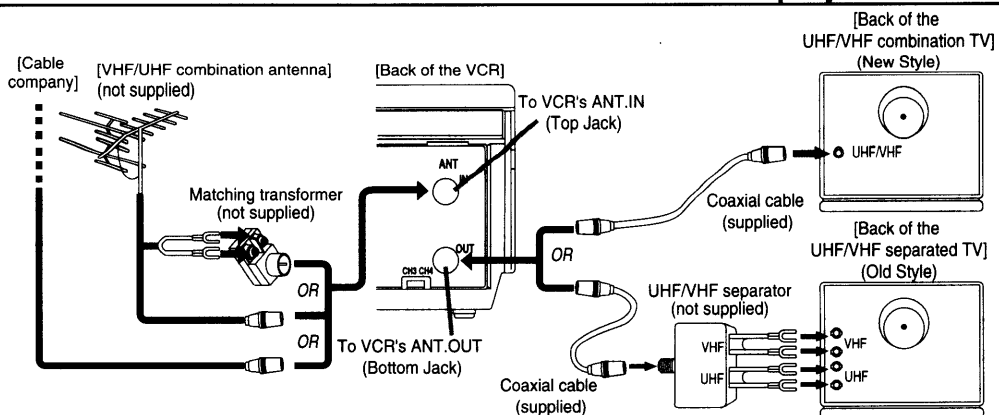 [Back of the
UHF/VHF combination TV]
(New Style)
[Cable
company]
[VHF/UHF combination antenna]
(not supplied)
[Back of the VCR]
To VCR's ANT.IN
(Top Jack)
ANT
IN
UHF/VHF
Matching transformer
(not supplied)
Coaxial cable
(supplied)
[Back of the
UHF/VHF separated TV]
(Old Style)
OUT
OR
CH3 CH4
OR
UHF/VHF separator
(not supplied)
OR
To VCR's ANT.OUT
(Bottom Jack)
VHF
UHF
VHF
UHF
Coaxial cable
(supplied)